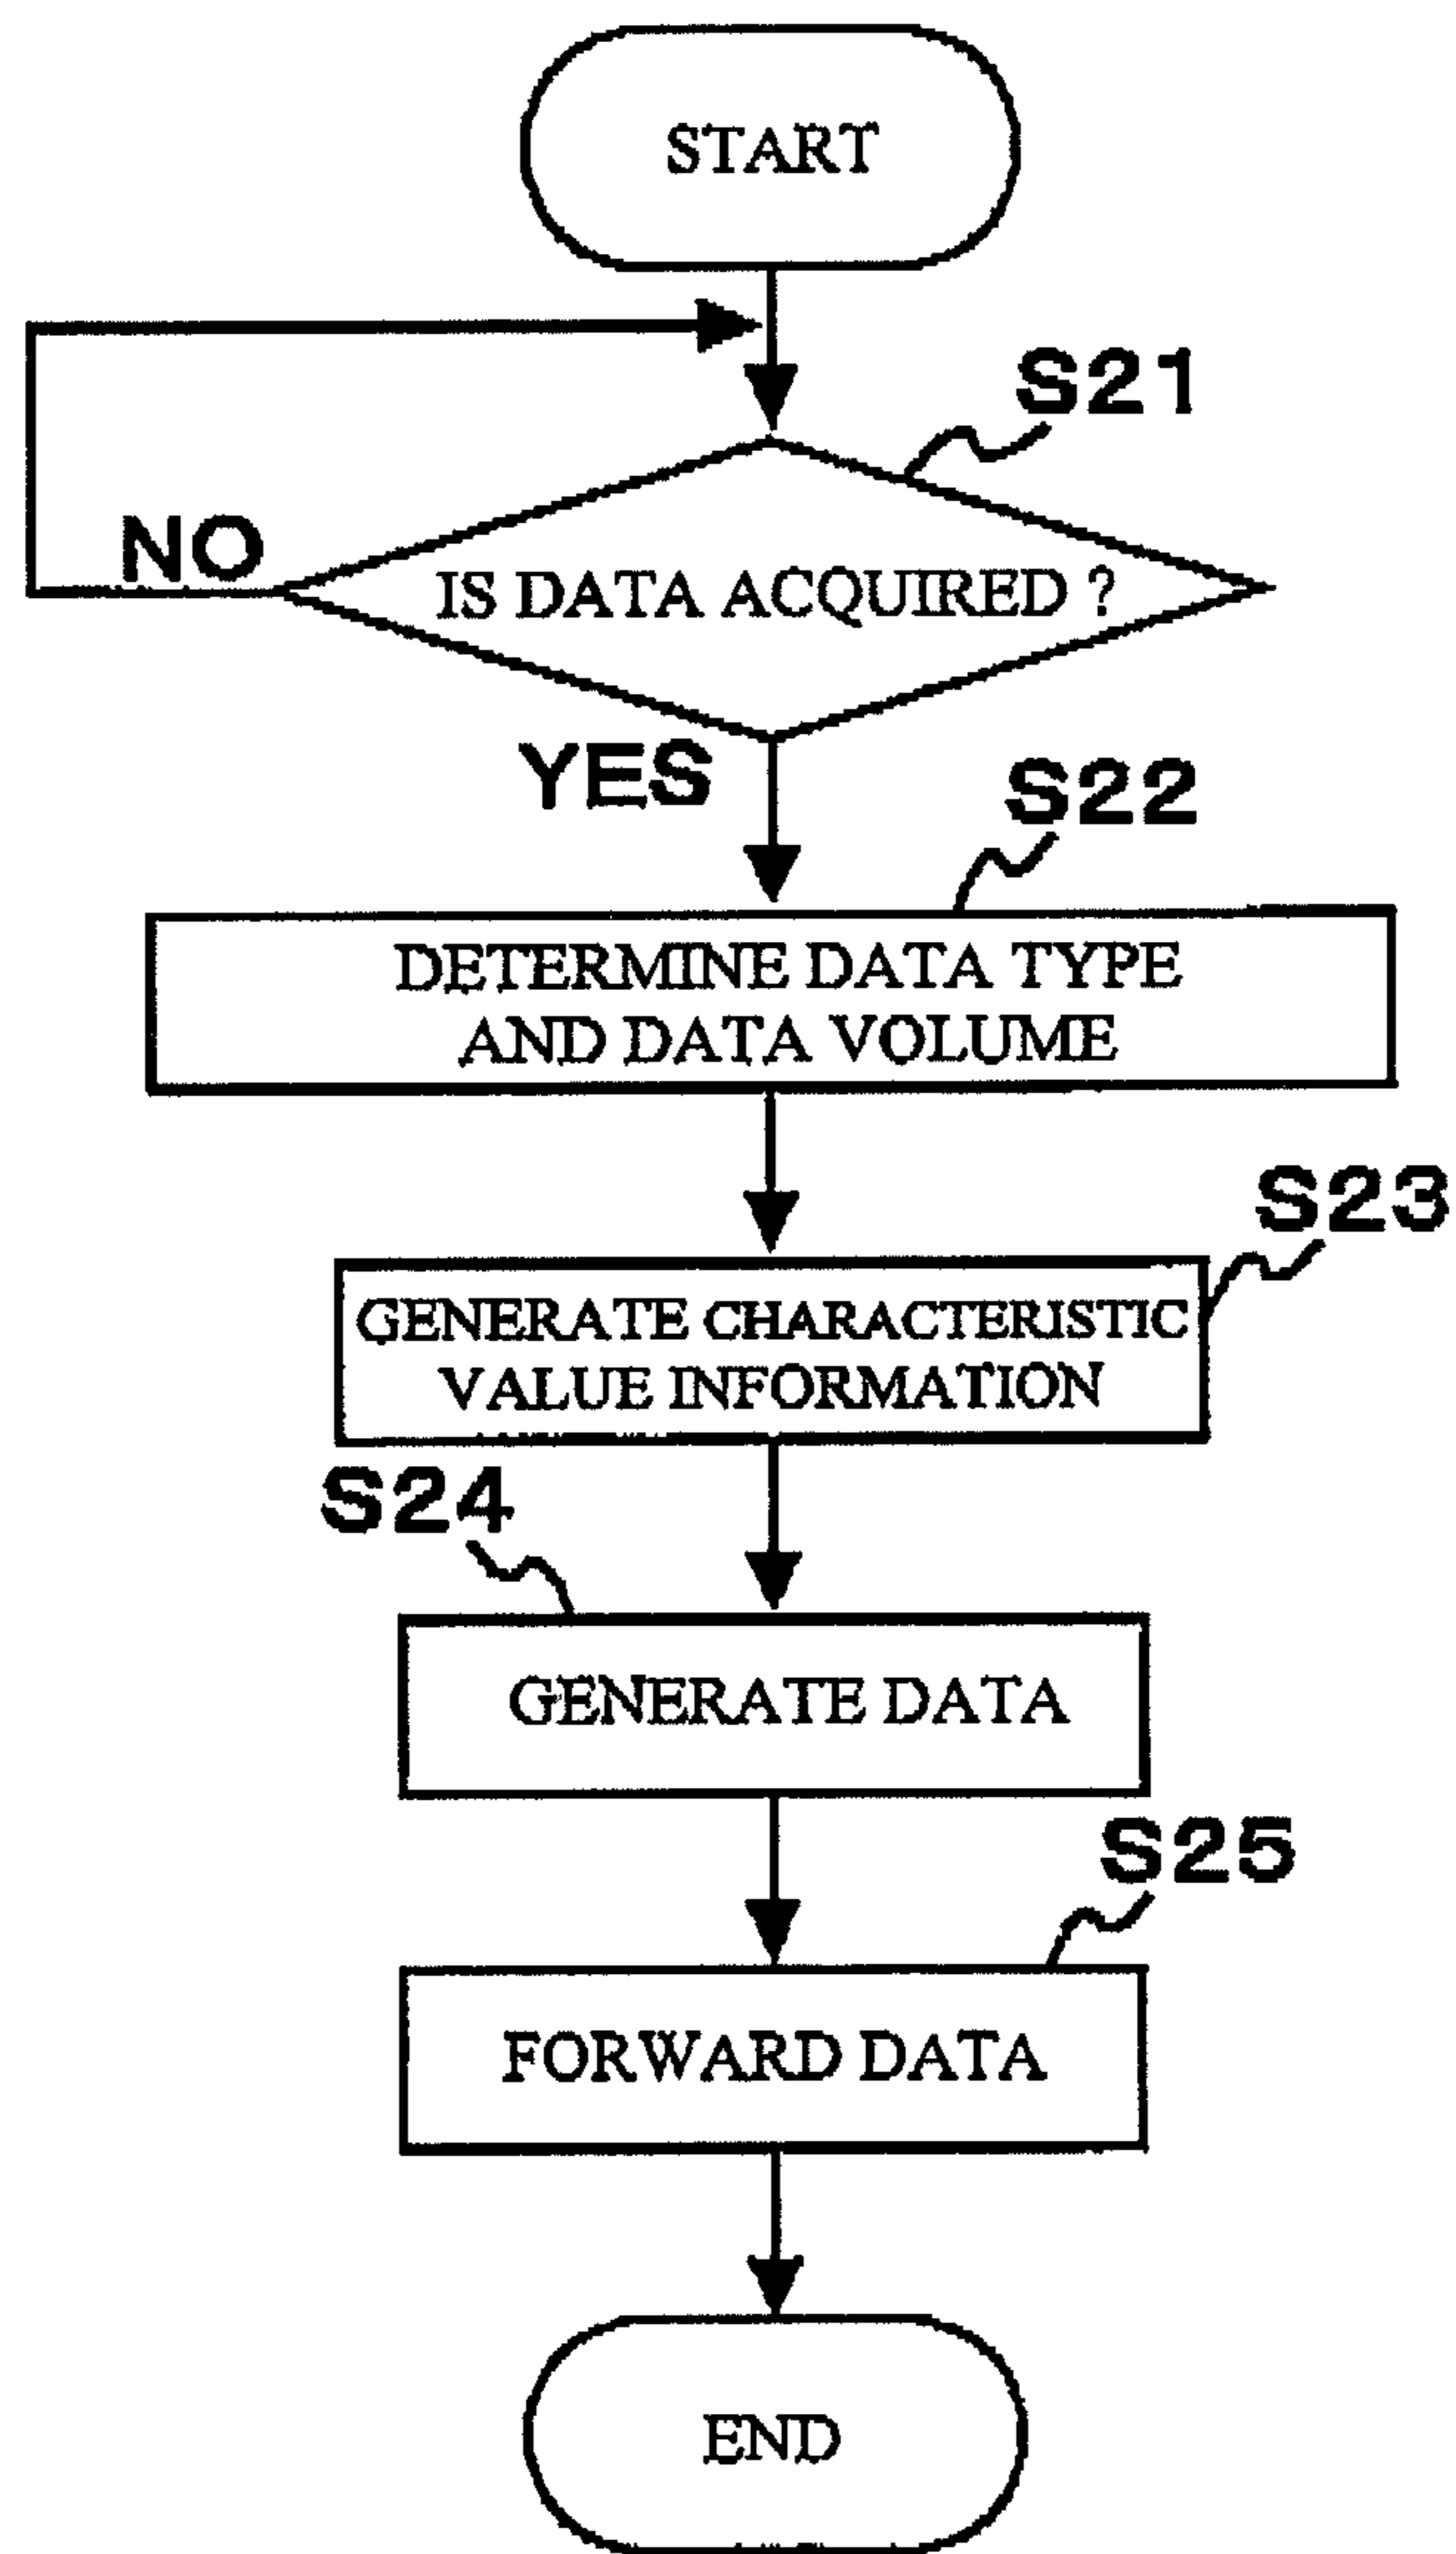 START
S21
NO
IS DATA ACQUIRED ?
YES
S22
DETERMINE DATA TYPE
AND DATA VOLUME
S23
GENERATE CHARACTERISTIC
VALUE INFORMATION
S24
GENERATE DATA
S25
FORWARD DATA
END